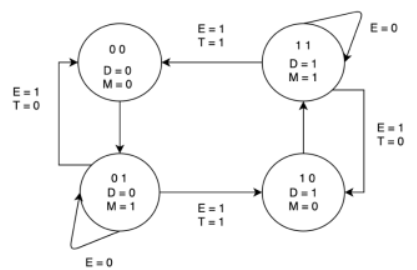 0 0
D = 0
M = 0
E = 1
T = 1
1 1
D = 1
M = 1
E = 0
E = 1
T = 0
E = 1
T = 0
0 1
D = 0
M = 1
E = 1
T = 1
1 0
D = 1
M = 0
E = 0